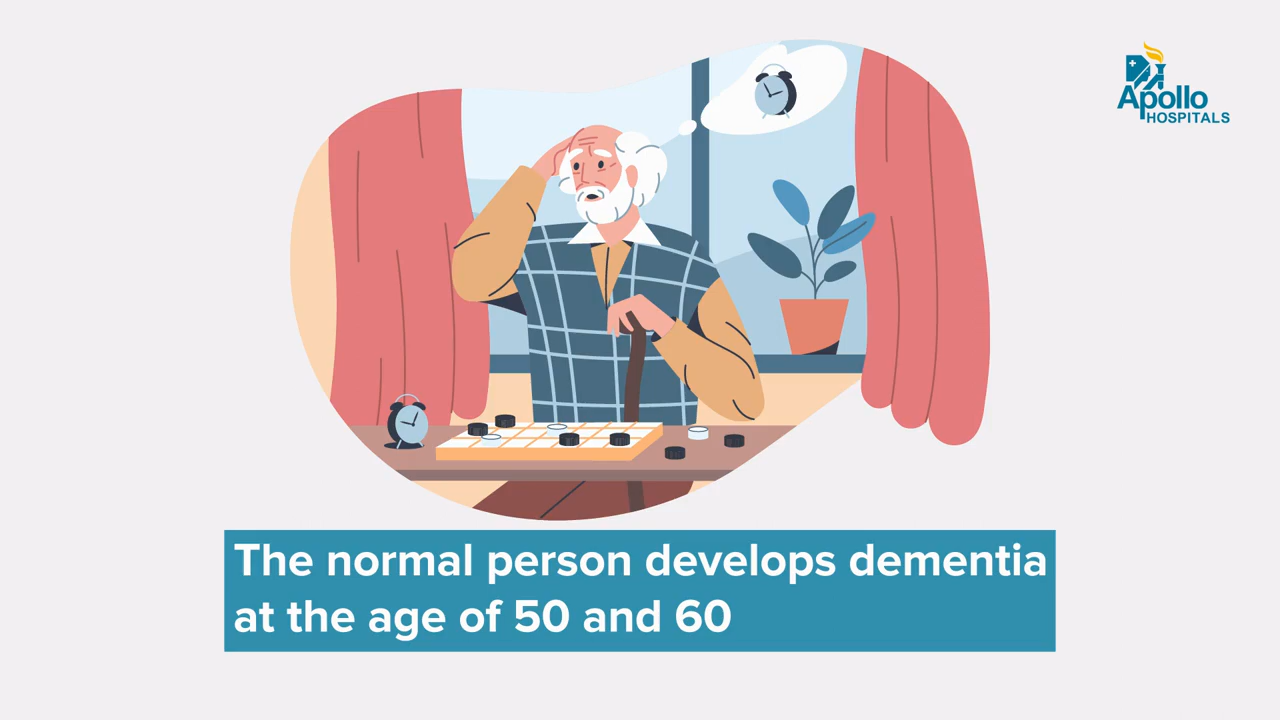 Apollo
HOSPITALS
The normal person develops dementia
at the age of 50 and 60